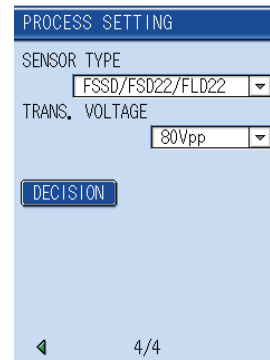 PROCESS SETTING
SENSOR TYPE
FSSD/FSD22/FLD22
TRANS. VOLTAGE
80Vpp
DECISION
4/4